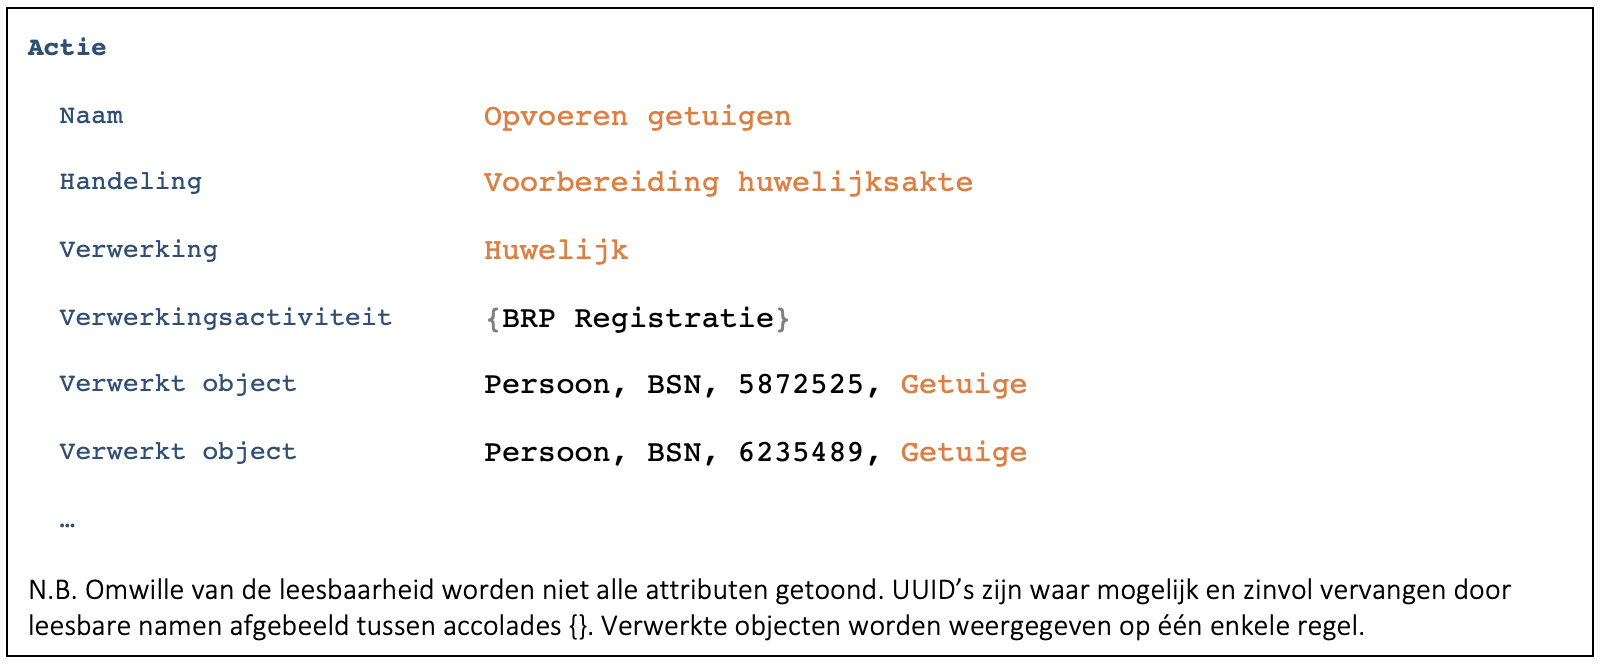 Actie
Naam Opvoeren getuigen
Handeling Voorbereiding huwelijksakte
Verwerking Huwelijk
Verwerkingsactiviteit {BRP Registratie}
Verwerkt object Persoon, BSN, 5872525, Getuige
Verwerkt object Persoon, BSN, 6235489, Getuige
…
N.B. Omwille van de leesbaarheid worden niet alle attributen getoond. UUID’s zijn waar mogelijk en zinvol vervangen door
leesbare namen afgebeeld tussen accolades {}. Verwerkte objecten worden weergegeven op één enkele regel.